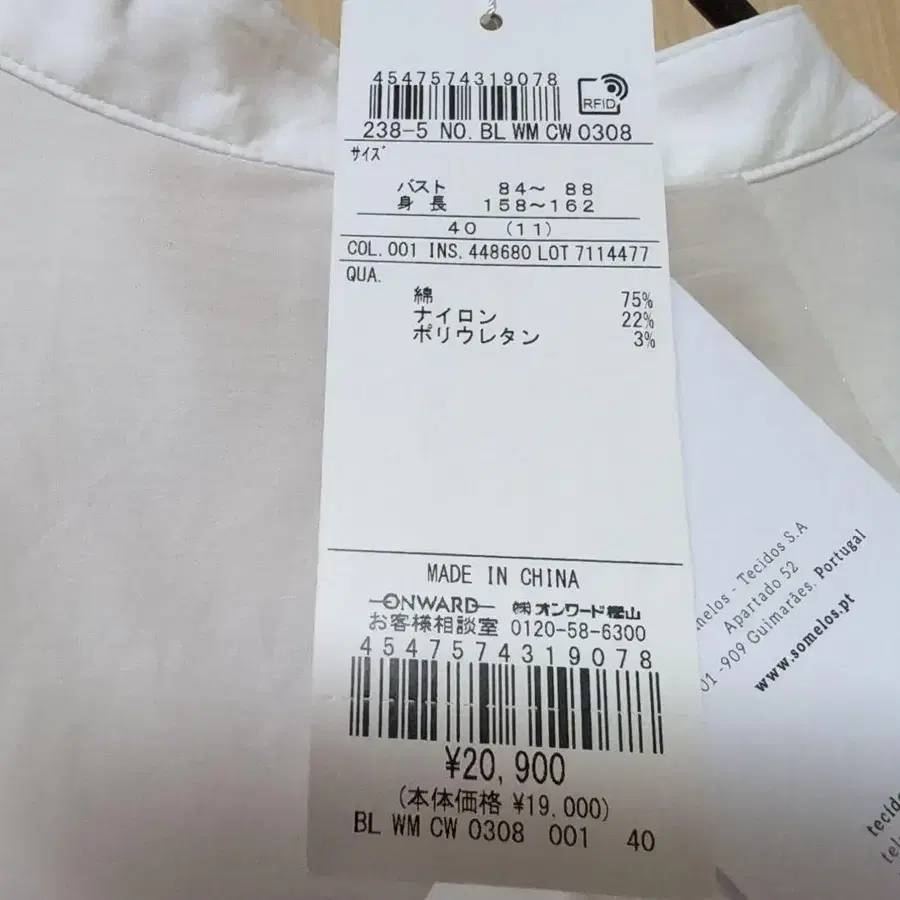 4547574319078
RFID
238-5 NO. BL WM CW 0308
サイズ
バスト 84～ 88
身 長 158～162
40 (11)
COL. 001 INS. 448680 LOT 7114477
QUA.
綿 75%
ナイロン 22%
ポリウレタン 3%
MADE IN CHINA
ONWARD ㈱オンワード樫山
お客様相談室 0120-58-6300
4547574319078
¥20,900
(本体価格 ¥19,000)
BL WM CW 0308 001 40
- Tecidos S.A
Apartado 52
-909 Guimarães. Portugal
www.somelos.pt